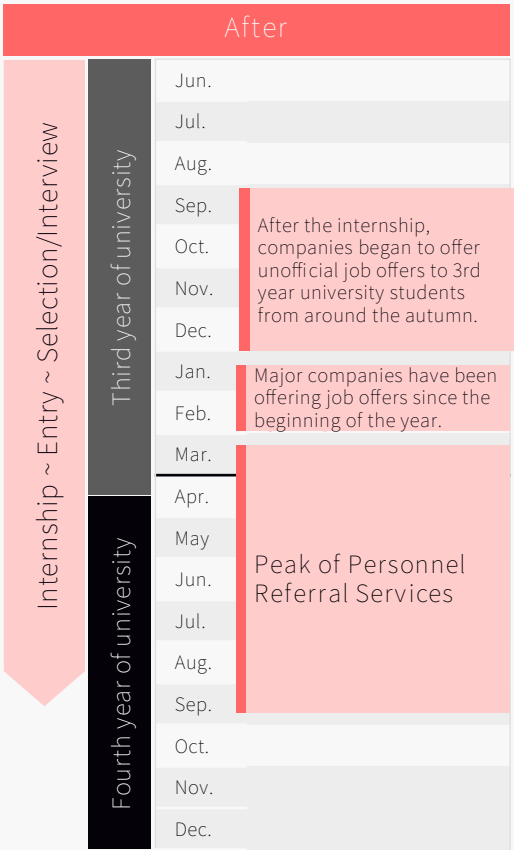 After
Internship ~ Entry ~ Selection/Interview
Third year of university
Fourth year of university
Jun.
Jul.
Aug.
Sep.
Oct.
Nov.
Dec.
Jan.
Feb.
Mar.
Apr.
May
Jun.
Jul.
Aug.
Sep.
Oct.
Nov.
Dec.
After the internship,
companies began to offer
unofficial job offers to 3rd
year university students
from around the autumn.
Major companies have been
offering job offers since the
beginning of the year.
Peak of Personnel
Referral Services